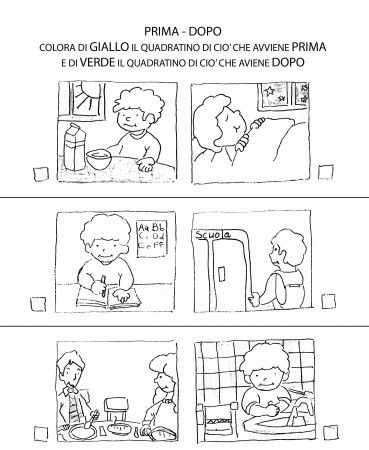 PRIMA - DOPO
COLORA DI GIALLO IL QUADRATINO DI CIO' CHE AVVIENE PRIMA
E DI VERDE IL QUADRATINO DI CIO' CHE AVIENE DOPO
Aa Bb
Cc Dd
Ee Ff
Scuola